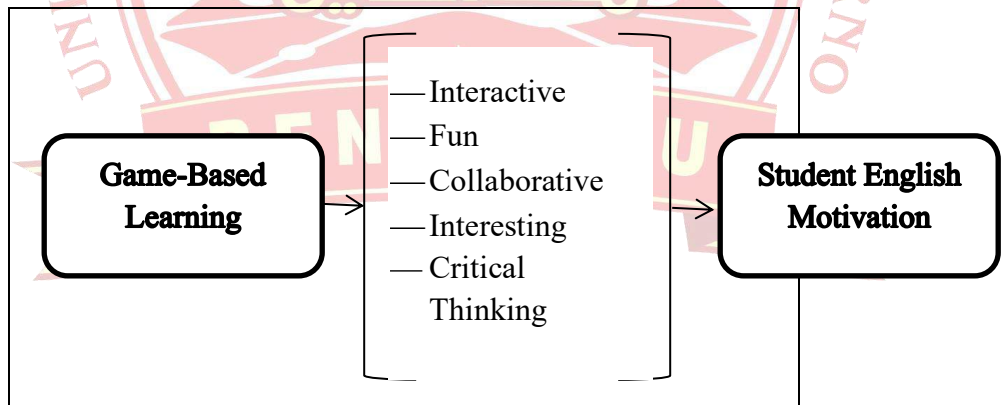 Game-Based
Learning
— Interactive
— Fun
— Collaborative
— Interesting
— Critical
Thinking
Student English
Motivation